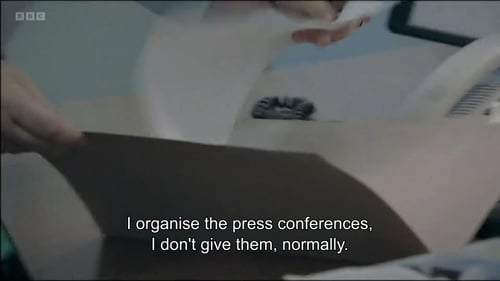 BBC
I organise the press conferences,
I don't give them, normally.